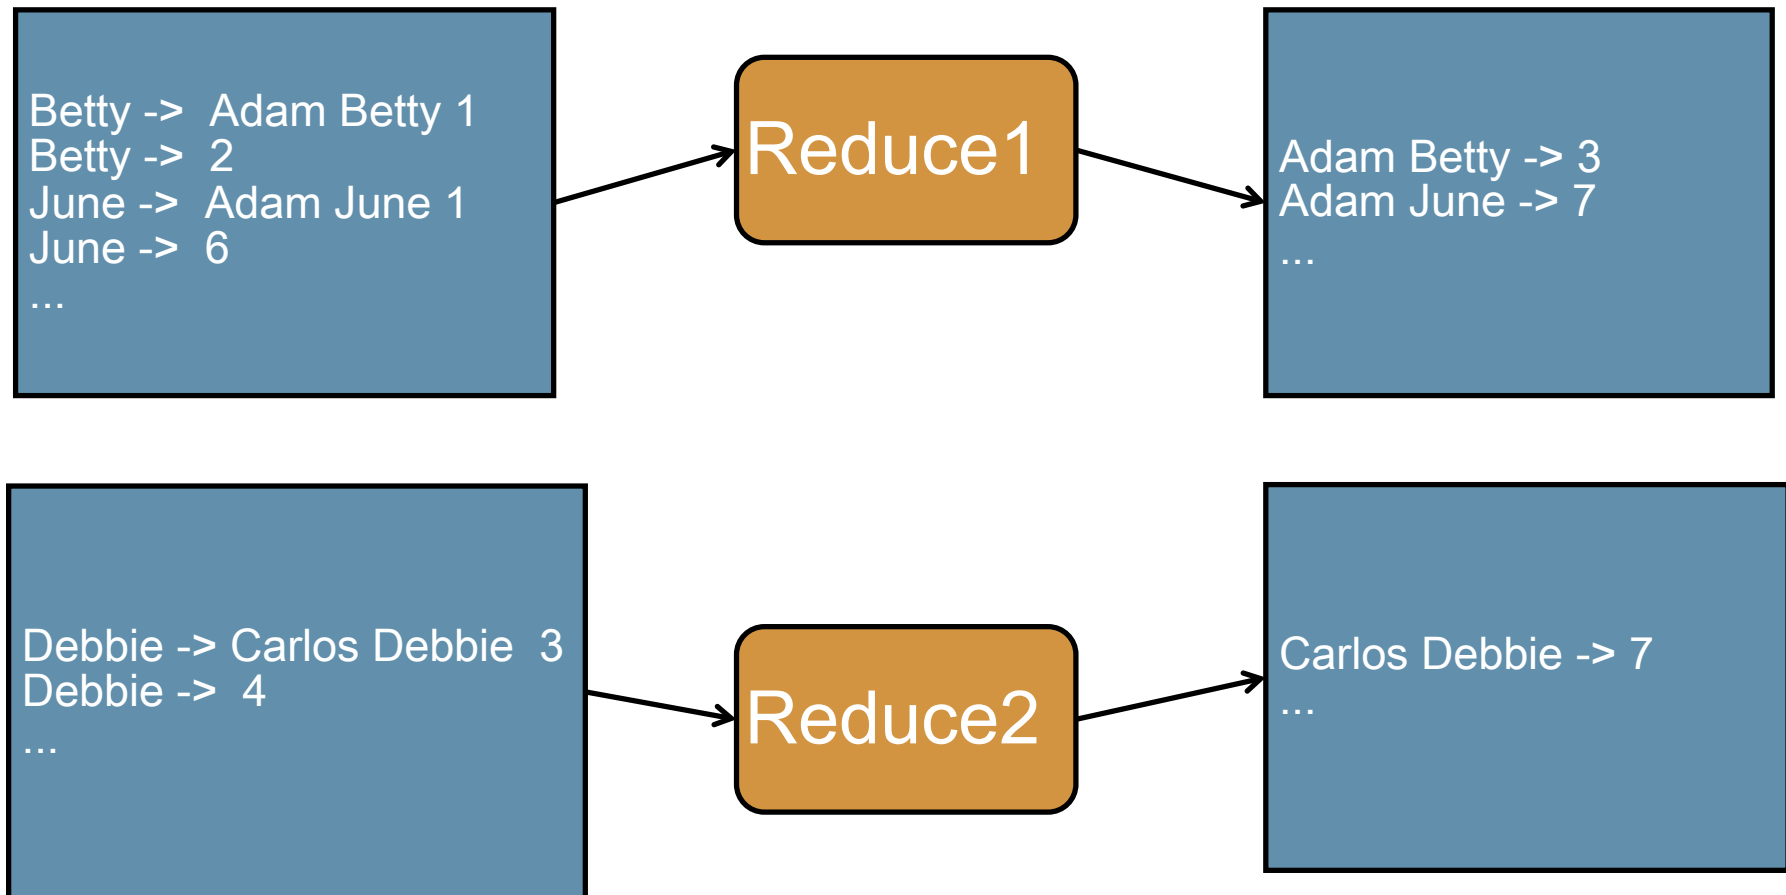 Betty -> Adam Betty 1
Betty -> 2
June -> Adam June 1
June -> 6
...
Reduce1
Adam Betty -> 3
Adam June -> 7
...
Debbie -> Carlos Debbie 3
Debbie -> 4
...
Reduce2
Carlos Debbie -> 7
...